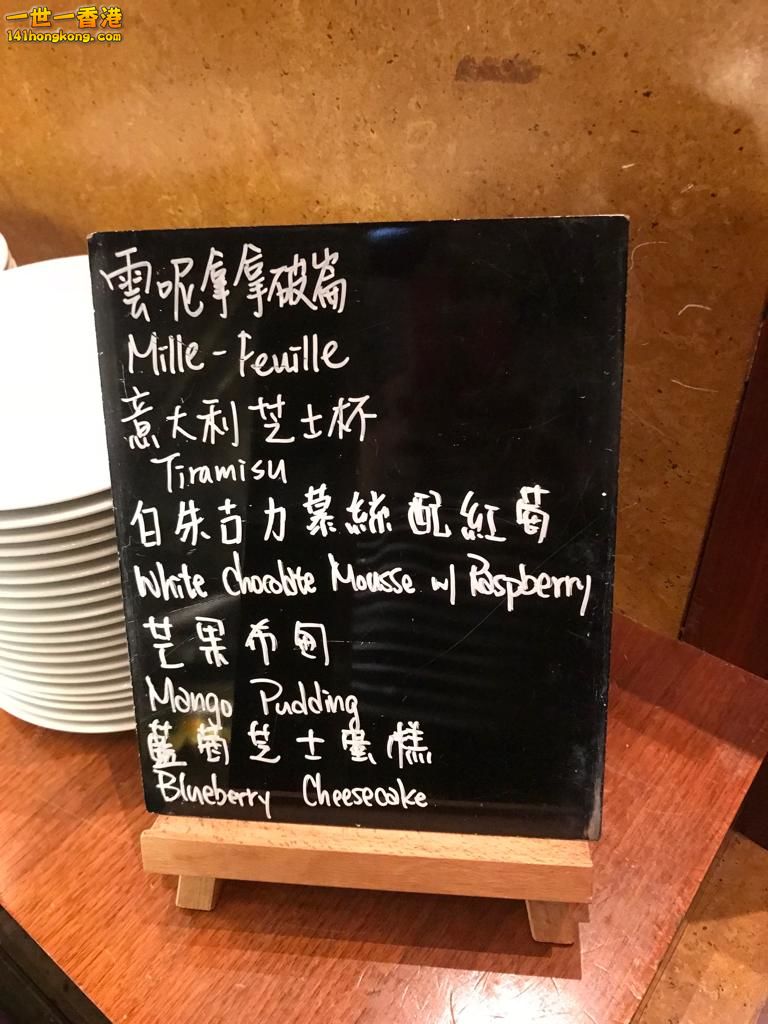 一世一香港
141hongkong.com
雲呢拿拿破崙
Mille-Feuille
意大利芝士杯
Tiramisu
白朱古力慕絲配紅莓
White Chocolate Mousse w/ Raspberry
芒果布甸
Mango Pudding
藍莓芝士蛋糕
Blueberry Cheesecake